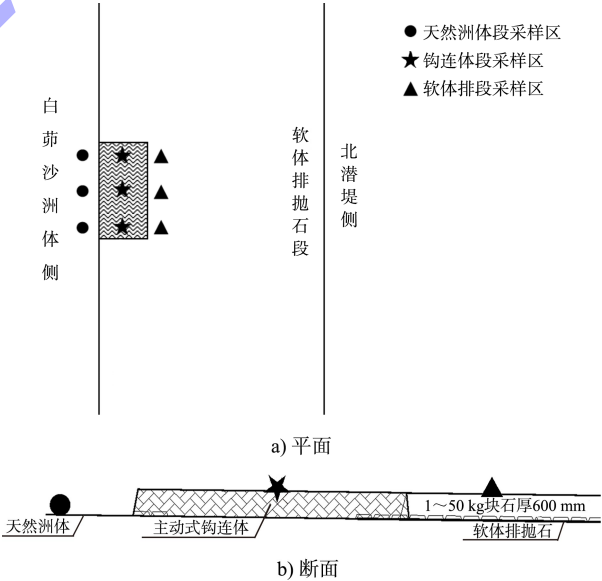 天然洲体段采样区
钩连体段采样区
软体排段采样区
白茆沙洲体侧
软体排抛石段
北潜堤侧
a) 平面
1～50 kg块石厚600 mm
天然洲体
主动式钩连体
软体排抛石
b) 断面